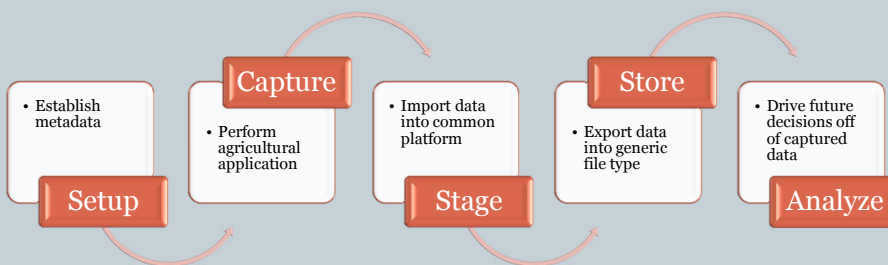 • Establish
metadata
Setup
Capture
• Perform
agricultural
application
• Import data
into common
platform
Stage
Store
• Export data
into generic
file type
• Drive future
decisions off
of captured
data
Analyze